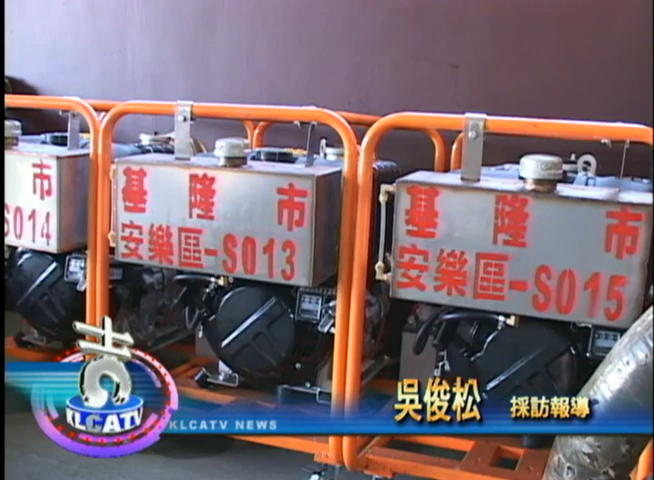 市
S014
基隆市
安樂區-S013
基隆市
安樂區-S015
吳俊松 採訪報導
KLCATV
KLCATV NEWS